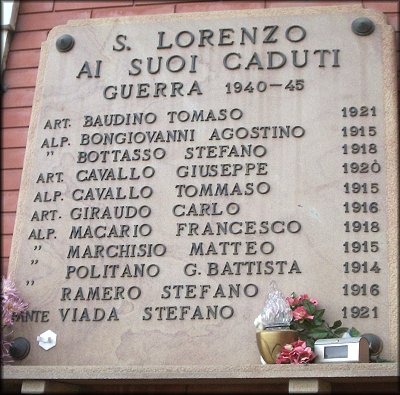 S. LORENZO
AI SUOI CADUTI
GUERRA 1940-45
ART. BAUDINO TOMASO 1921
ALP. BONGIOVANNI AGOSTINO 1915
" BOTTASSO STEFANO 1918
ART. CAVALLO GIUSEPPE 1920
ALP. CAVALLO TOMMASO 1915
ART. GIRAUDO CARLO 1916
ALP. MACARIO FRANCESCO 1918
" MARCHISIO MATTEO 1915
" POLITANO G. BATTISTA 1914
" RAMERO STEFANO 1916
FANTE VIADA STEFANO 1921